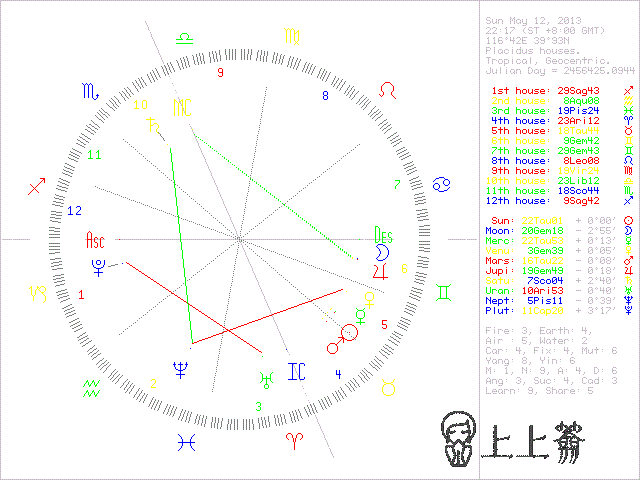 Sun May 12, 2013
22:17 (ST +8:00 GMT)
116°42E 39°93N
Placidus houses.
Tropical, Geocentric.
Julian Day = 2456425.0944
1st house: 29Sag43
2nd house: 8Aqu08
3rd house: 19Pis24
4th house: 23Ari12
5th house: 18Tau44
6th house: 9Gem42
7th house: 29Gem43
8th house: 8Leo08
9th house: 19Vir24
10th house: 23Lib12
11th house: 18Sco44
12th house: 9Sag42
Sun: 22Tau01 + 0°00'
Moon: 20Gem18 - 2°55'
Merc: 22Tau53 + 0°13'
Venu: 3Gem39 + 0°05'
Mars: 16Tau22 - 0°08'
Jupi: 19Gem49 - 0°18'
Satu: 7Sco04 + 2°40'
Uran: 10Ari53 - 0°40'
Nept: 5Pis11 - 0°39'
Plut: 11Cap20 + 3°17'
Fire: 3, Earth: 4,
Air : 5, Water: 2
Car: 4, Fix: 4, Mut: 6
Yang: 8, Yin: 6
M: 1, N: 9, A: 4, D: 6
Ang: 3, Suc: 4, Cad: 3
Learn: 9, Share: 5
9
8
10
MC
11
7
12
Asc
Des
6
1
5
2
IC
4
3
上上籤